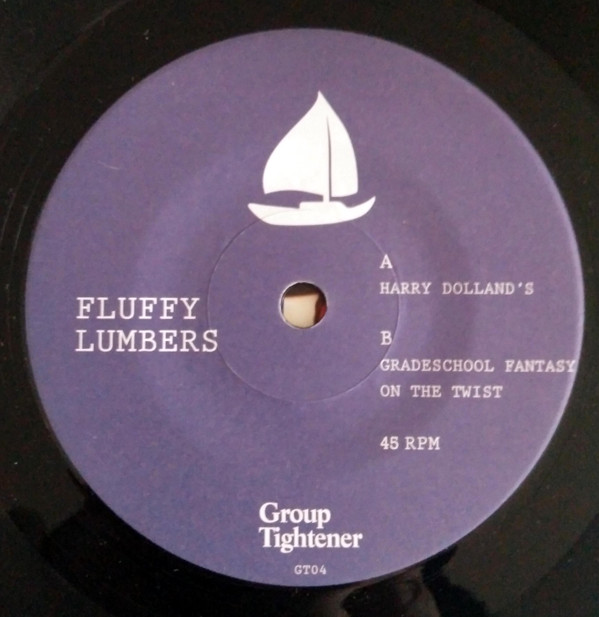 FLUFFY
LUMBERS
A
HARRY DOLLAND'S
B
GRADESCHOOL FANTASY
ON THE TWIST
45 RPM
Group
Tightener
GT04